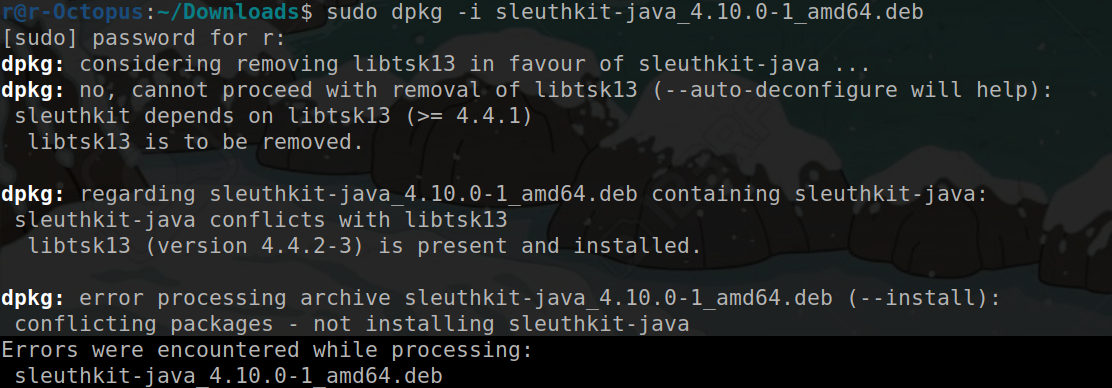 r@r-Octopus:~/Downloads$ sudo dpkg -i sleuthkit-java_4.10.0-1_amd64.deb
[sudo] password for r:
dpkg: considering removing libtsk13 in favour of sleuthkit-java ...
dpkg: no, cannot proceed with removal of libtsk13 (--auto-deconfigure will help):
 sleuthkit depends on libtsk13 (>= 4.4.1)
  libtsk13 is to be removed.

dpkg: regarding sleuthkit-java_4.10.0-1_amd64.deb containing sleuthkit-java:
 sleuthkit-java conflicts with libtsk13
  libtsk13 (version 4.4.2-3) is present and installed.

dpkg: error processing archive sleuthkit-java_4.10.0-1_amd64.deb (--install):
 conflicting packages - not installing sleuthkit-java
Errors were encountered while processing:
 sleuthkit-java_4.10.0-1_amd64.deb